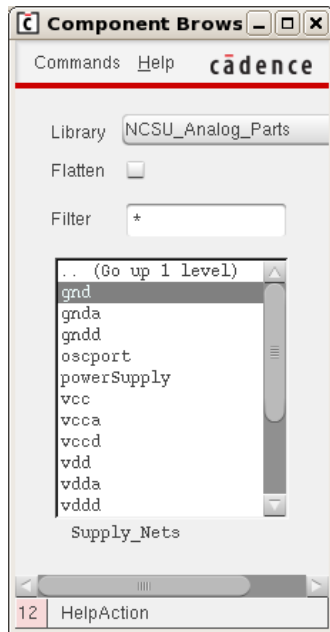 Component Brows
Commands Help cādence
Library NCSU_Analog_Parts
Flatten
Filter *
.. (Go up 1 level)
gnd
gnda
gndd
oscport
powerSupply
vcc
vcca
vccd
vdd
vdda
vddd
Supply_Nets
12 HelpAction